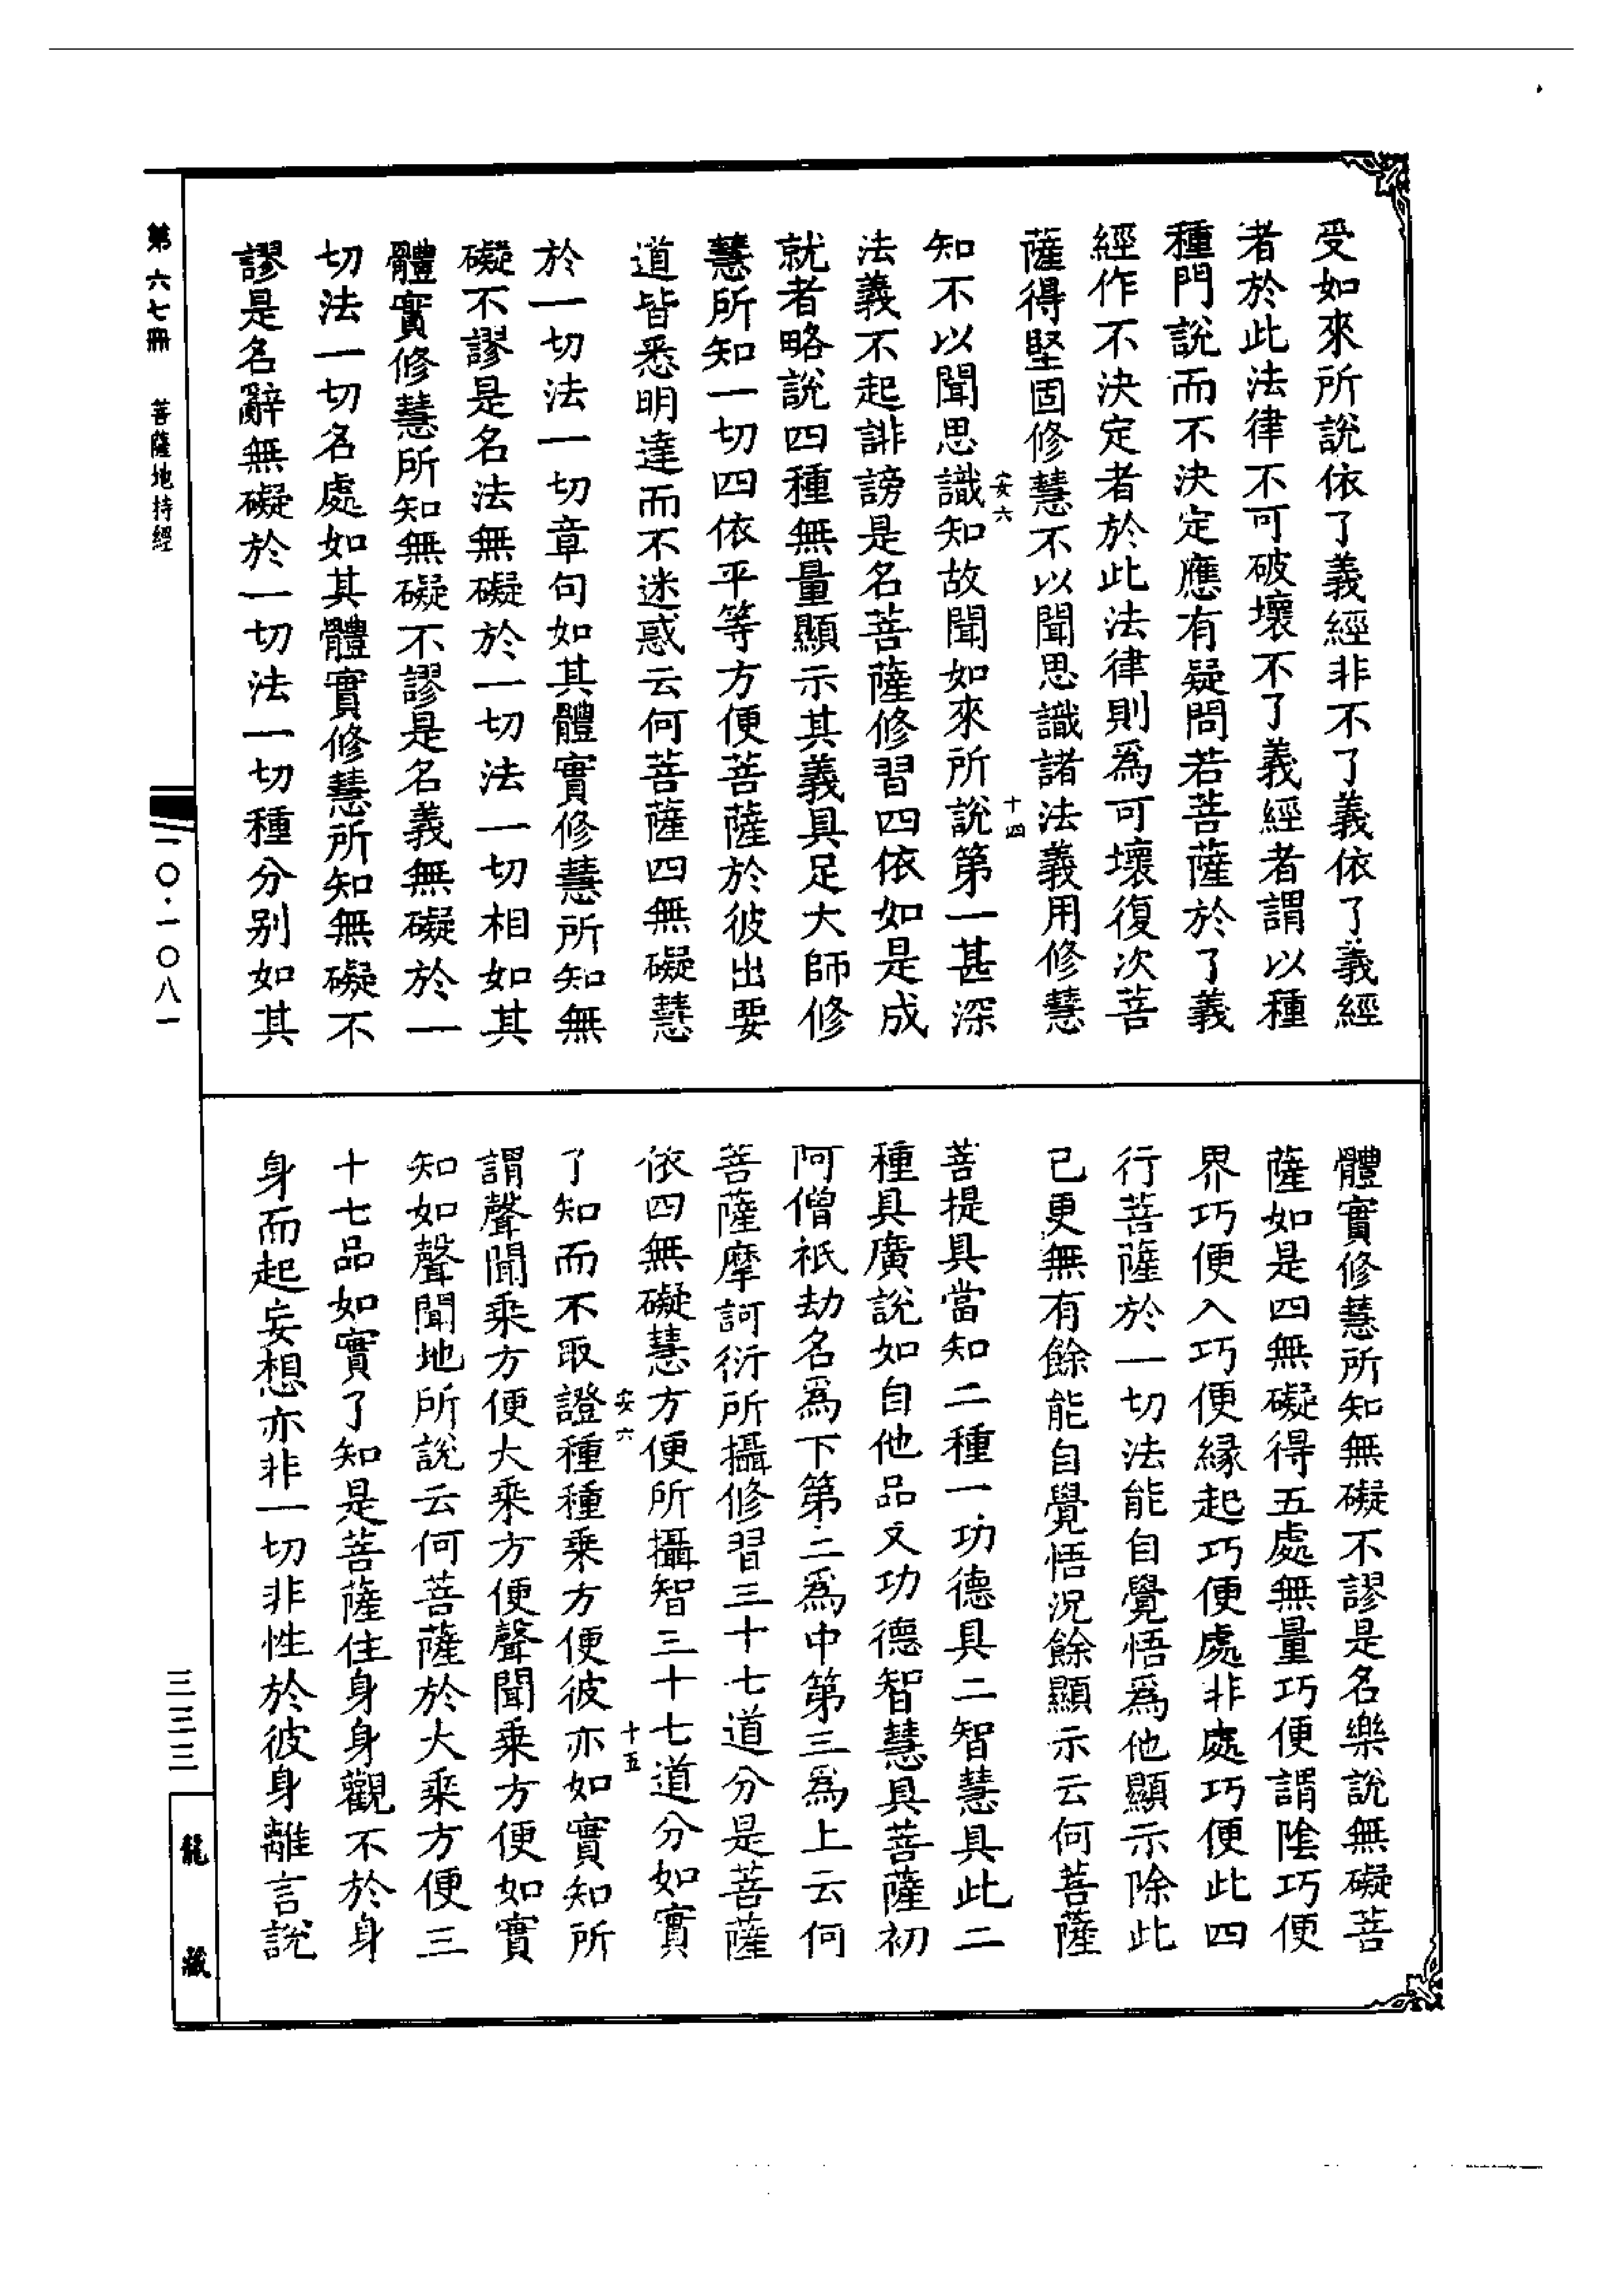 受如來所說依了義經非不了義依了義經
者於此法律不可破壞不了義經者謂以種
種門說而不決定應有疑問若菩薩於了義
經作不決定者於此法律則爲可壞復次菩
薩得堅固修慧不以聞思識諸法義用修慧
安六
十四
知不以聞思識知故聞如來所說第一甚深
法義不起誹謗是名菩薩修習四依如是成
就者略說四種無量顯示其義具足大師修
慧所知一切四依平等方便菩薩於彼出要
道皆悉明達而不迷惑云何菩薩四無礙慧
於一切法一切章句如其體實修慧所知無
礙不謬是名法無礙於一切法一切相如其
體實修慧所知無礙不謬是名義無礙於一
切法一切名處如其體實修慧所知無礙不
謬是名辭無礙於一切法一切種分別如其
體實修慧所知無礙不謬是名樂說無礙菩
薩如是四無礙得五處無量巧便謂陰巧便
界巧便入巧便緣起巧便處非處巧便此四
行菩薩於一切法能自覺悟爲他顯示除此
已更無有餘能自覺悟況餘顯示云何菩薩
菩提具當知二種一功德具二智慧具此二
種具廣說如自他品又功德智慧具菩薩初
阿僧祇劫名爲下第二爲中第三爲上云何
菩薩摩訶衍所攝修習三十七道分是菩薩
依四無礙慧方便所攝智三十七道分如實
安六
十五
了知而不取證種種乘方便彼亦如實知所
謂聲聞乘方便大乘方便聲聞乘方便如實
知如聲聞地所說云何菩薩於大乘方便三
十七品如實了知是菩薩住身身觀不於身
身而起妄想亦非一切非性於彼身離言說
第六七冊 菩薩地持經
一〇·一〇八一
三三三
龍藏